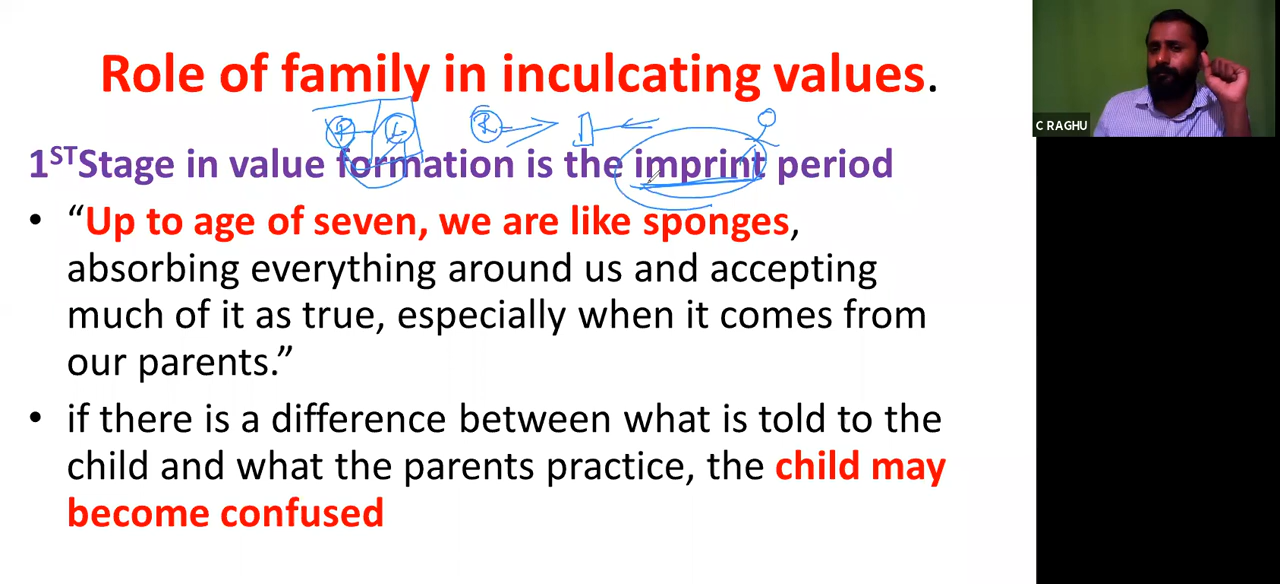 Role of family in inculcating values.
1STStage in value formation is the imprint period
• “Up to age of seven, we are like sponges,
absorbing everything around us and accepting
much of it as true, especially when it comes from
our parents.”
• if there is a difference between what is told to the
child and what the parents practice, the child may
become confused
C RAGHU